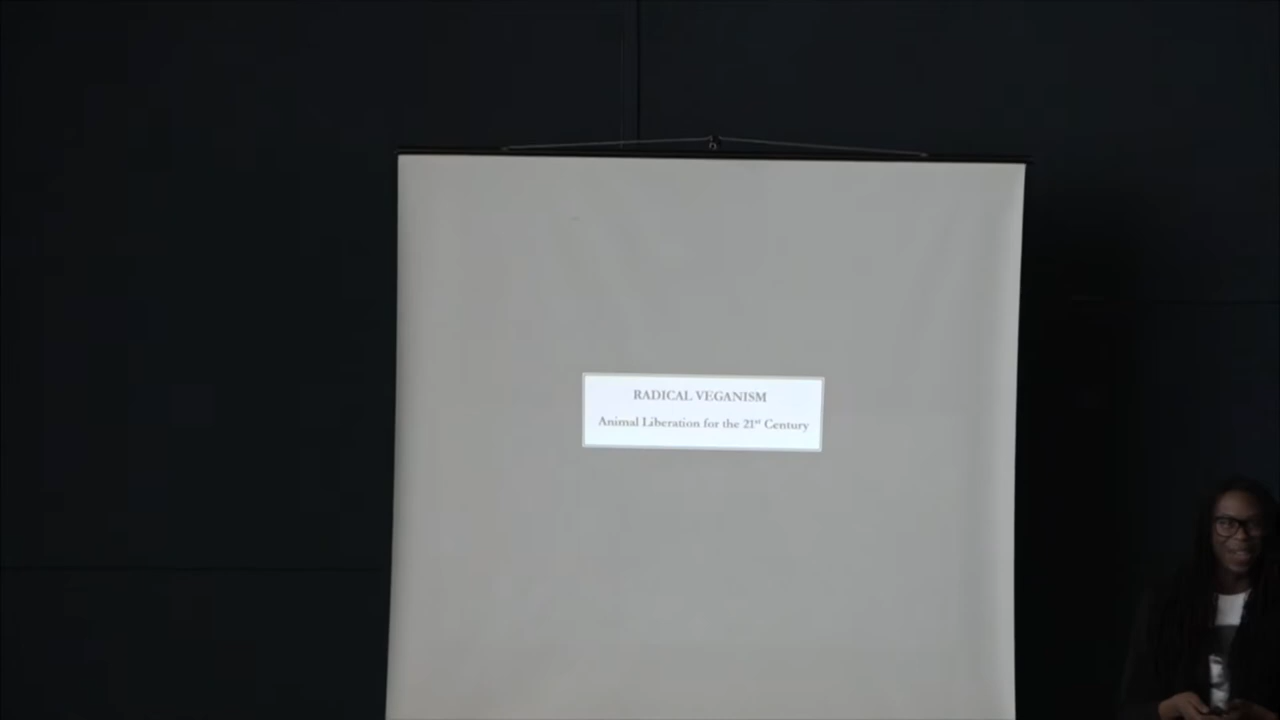 RADICAL VEGANISM
Animal Liberation for the 21st Century